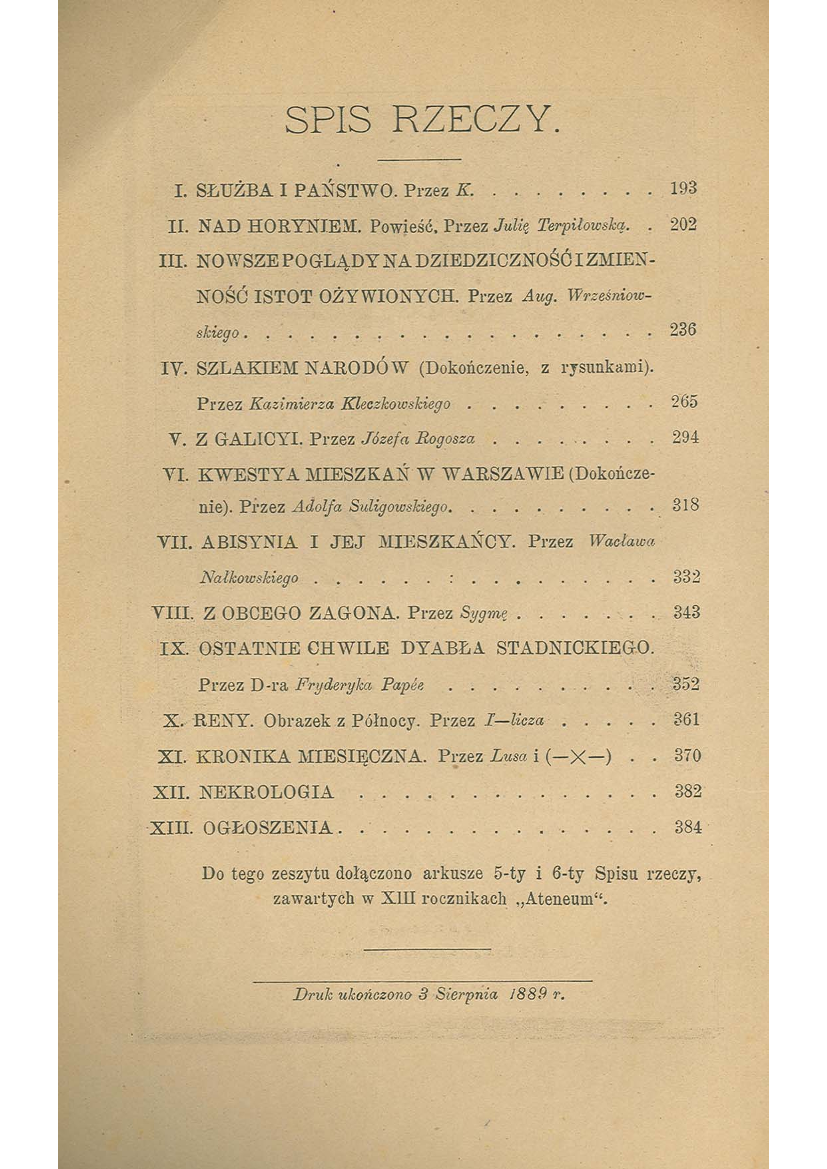 SPIS RZECZY.
I. SŁUŻBA I PAŃSTWO. Przez K. . . . . . . . . 193
II. NAD HORYNIEM. Powieść, Przez Julię Terpiłowską. . 202
III. NOWSZE POGLĄDY NA DZIEDZICZNOŚĆ I ZMIEN-
NOŚĆ ISTOT OŻYWIONYCH. Przez Aug. Wrześniow-
skiego . . . . . . . . . . . . . . . . . . . 236
IV. SZLAKIEM NARODÓW (Dokończenie, z rysunkami).
Przez Kazimierza Kleczkowskiego . . . . . . . . . 265
V. Z GALICYI. Przez Józefa Rogosza . . . . . . . . 294
VI. KWESTYA MIESZKAŃ W WARSZAWIE (Dokończe-
nie). Przez Adolfa Suligowskiego. . . . . . . . . . 318
VII. ABISYNIA I JEJ MIESZKAŃCY. Przez Wacława
Nałkowskiego . . . . . . : . . . . . . . . . 332
VIII. Z OBCEGO ZAGONA. Przez Sygmę . . . . . . . 343
IX. OSTATNIE CHWILE DYABŁA STADNICKIEGO.
Przez D-ra Fryderyka Papée . . . . . . . . . . 352
X. RENY. Obrazek z Północy. Przez I—licza . . . . . 361
XI. KRONIKA MIESIĘCZNA. Przez Lusa i (—X—) . . 370
XII. NEKROLOGIA . . . . . . . . . . . . . . 382
XIII. OGŁOSZENIA. . . . . . . . . . . . . . . 384
Do tego zeszytu dołączono arkusze 5-ty i 6-ty Spisu rzeczy,
zawartych w XIII rocznikach „Ateneum“.
Druk ukończono 3 Sierpnia 1889 r.